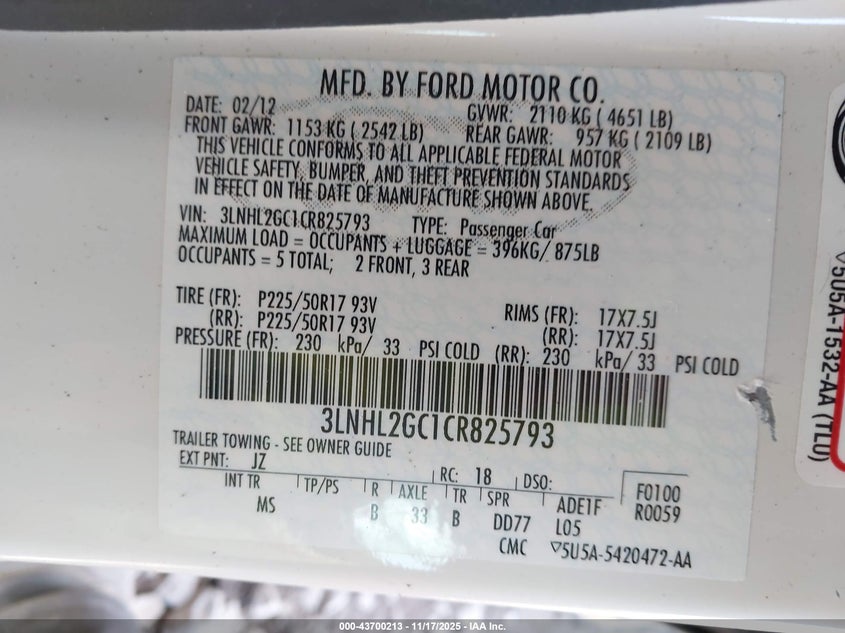 MFD. BY FORD MOTOR CO.
DATE: 02/12 GVWR: 2110 KG ( 4651 LB)
FRONT GAWR: 1153 KG ( 2542 LB) REAR GAWR: 957 KG ( 2109 LB)
THIS VEHICLE CONFORMS TO ALL APPLICABLE FEDERAL MOTOR
VEHICLE SAFETY, BUMPER, AND THEFT PREVENTION STANDARDS
IN EFFECT ON THE DATE OF MANUFACTURE SHOWN ABOVE.
VIN: 3LNHL2GC1CR825793 TYPE: Passenger Car
MAXIMUM LOAD = OCCUPANTS + LUGGAGE = 396KG/ 875LB
OCCUPANTS = 5 TOTAL; 2 FRONT, 3 REAR
TIRE (FR): P225/50R17 93V RIMS (FR): 17X7.5J
(RR): P225/50R17 93V (RR): 17X7.5J
PRESSURE (FR): 230 kPa/ 33 PSI COLD (RR): 230 kPa/ 33 PSI COLD
3LNHL2GC1CR825793
TRAILER TOWING - SEE OWNER GUIDE
EXT PNT: JZ RC: 18 DSO:
INT TR TP/PS R AXLE TR SPR ADE1F F0100
MS B 33 B DD77 L05 R0059
CMC ▽5U5A-5420472-AA
▽5U5A-1532-AA (TLU)
000-43700213 - 11/17/2025 - IAA Inc.